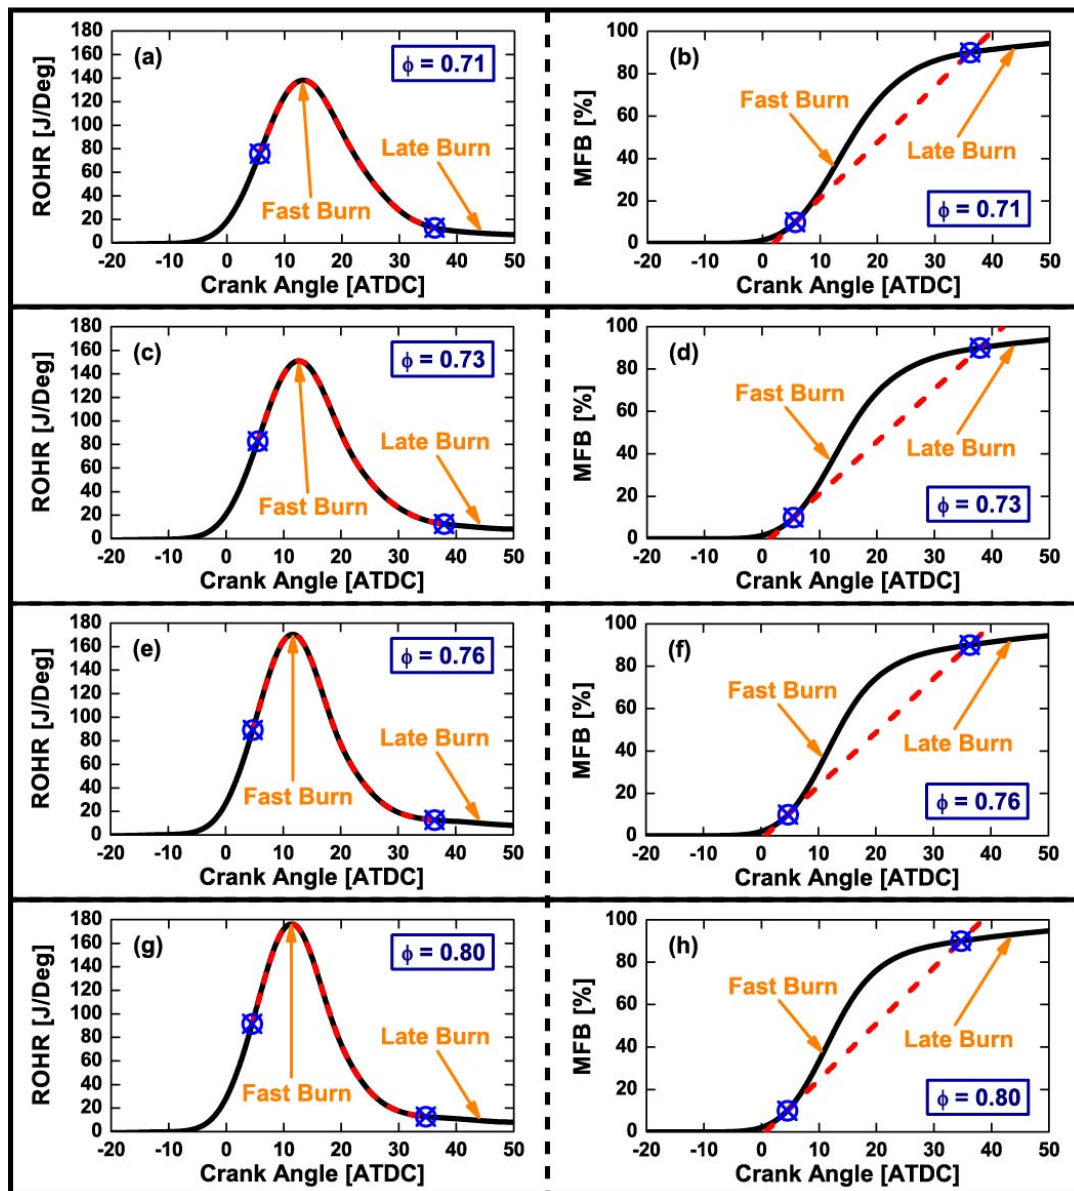 (a)
ϕ = 0.71
ROHR [J/Deg]
180
160
140
120
100
80
60
40
20
0
Late Burn
Fast Burn
-20 -10 0 10 20 30 40 50
Crank Angle [ATDC]
(b)
MFB [%]
100
80
60
40
20
0
Fast Burn
Late Burn
ϕ = 0.71
-20 -10 0 10 20 30 40 50
Crank Angle [ATDC]
(c)
ϕ = 0.73
ROHR [J/Deg]
180
160
140
120
100
80
60
40
20
0
Late Burn
Fast Burn
-20 -10 0 10 20 30 40 50
Crank Angle [ATDC]
(d)
MFB [%]
100
80
60
40
20
0
Fast Burn
Late Burn
ϕ = 0.73
-20 -10 0 10 20 30 40 50
Crank Angle [ATDC]
(e)
ϕ = 0.76
ROHR [J/Deg]
180
160
140
120
100
80
60
40
20
0
Late Burn
Fast Burn
-20 -10 0 10 20 30 40 50
Crank Angle [ATDC]
(f)
MFB [%]
100
80
60
40
20
0
Fast Burn
Late Burn
ϕ = 0.76
-20 -10 0 10 20 30 40 50
Crank Angle [ATDC]
(g)
ϕ = 0.80
ROHR [J/Deg]
180
160
140
120
100
80
60
40
20
0
Late Burn
Fast Burn
-20 -10 0 10 20 30 40 50
Crank Angle [ATDC]
(h)
MFB [%]
100
80
60
40
20
0
Fast Burn
Late Burn
ϕ = 0.80
-20 -10 0 10 20 30 40 50
Crank Angle [ATDC]